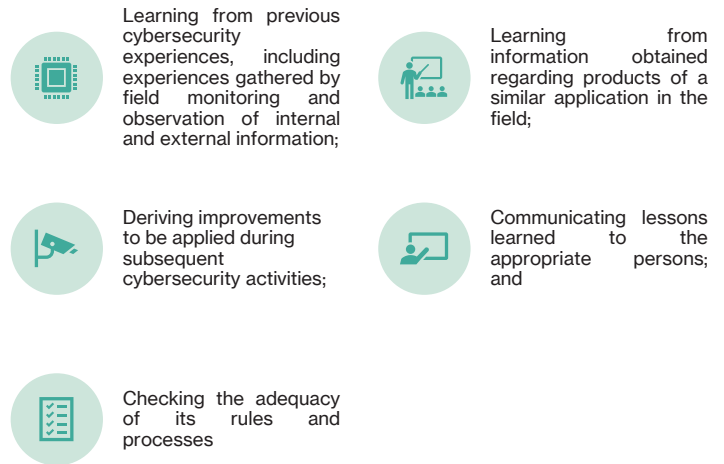 Learning from previous
cybersecurity
experiences, including
experiences gathered by
field monitoring and
observation of internal
and external information;
Learning from
information obtained
regarding products of a
similar application in the
field;
Deriving improvements
to be applied during
subsequent
cybersecurity activities;
Communicating lessons
learned to the
appropriate persons;
and
Checking the adequacy
of its rules and
processes